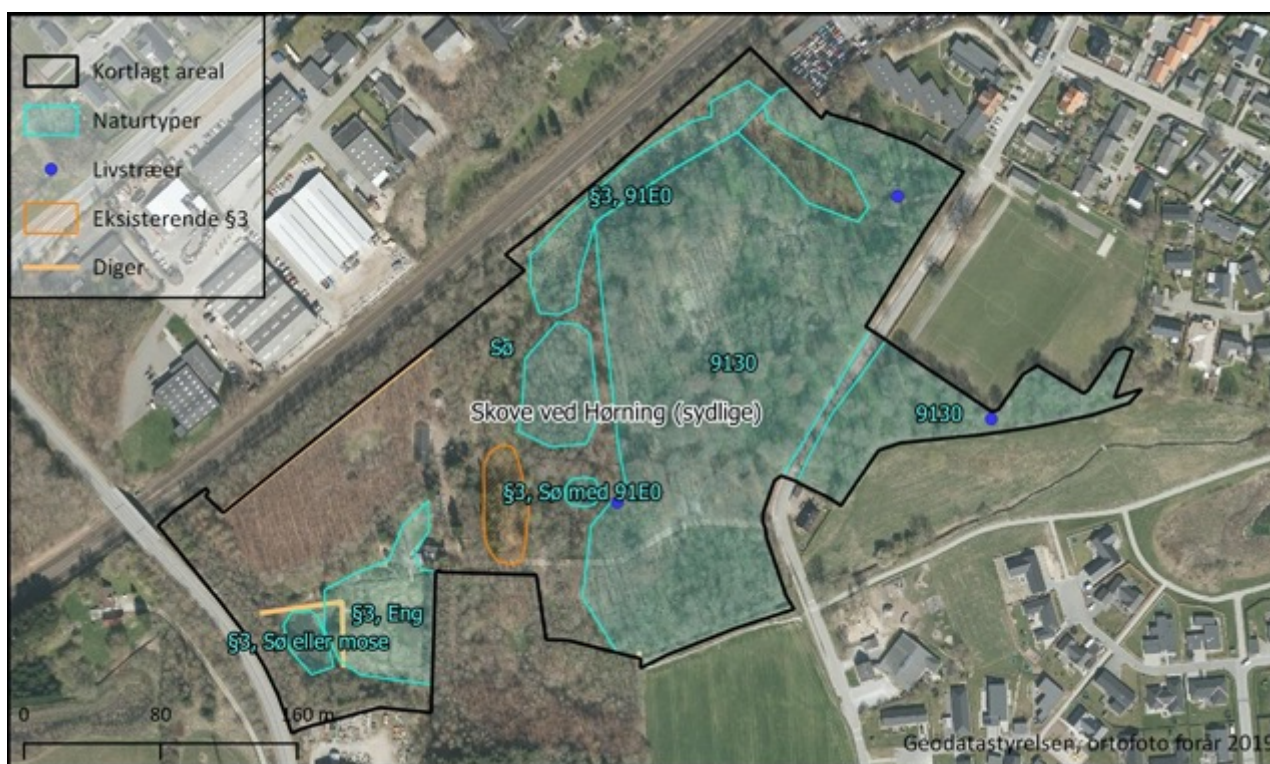 Kortlagt areal
Naturtyper
Livstræer
Eksisterende §3
Diger
§3, 91E0
Sø
9130
Skove ved Hørning (sydlige)
9130
§3, Sø med 91E0
§3, Eng
§3, Sø eller mose
0 80 160 m
Geodatastyrelsen, ortofoto forår 2019